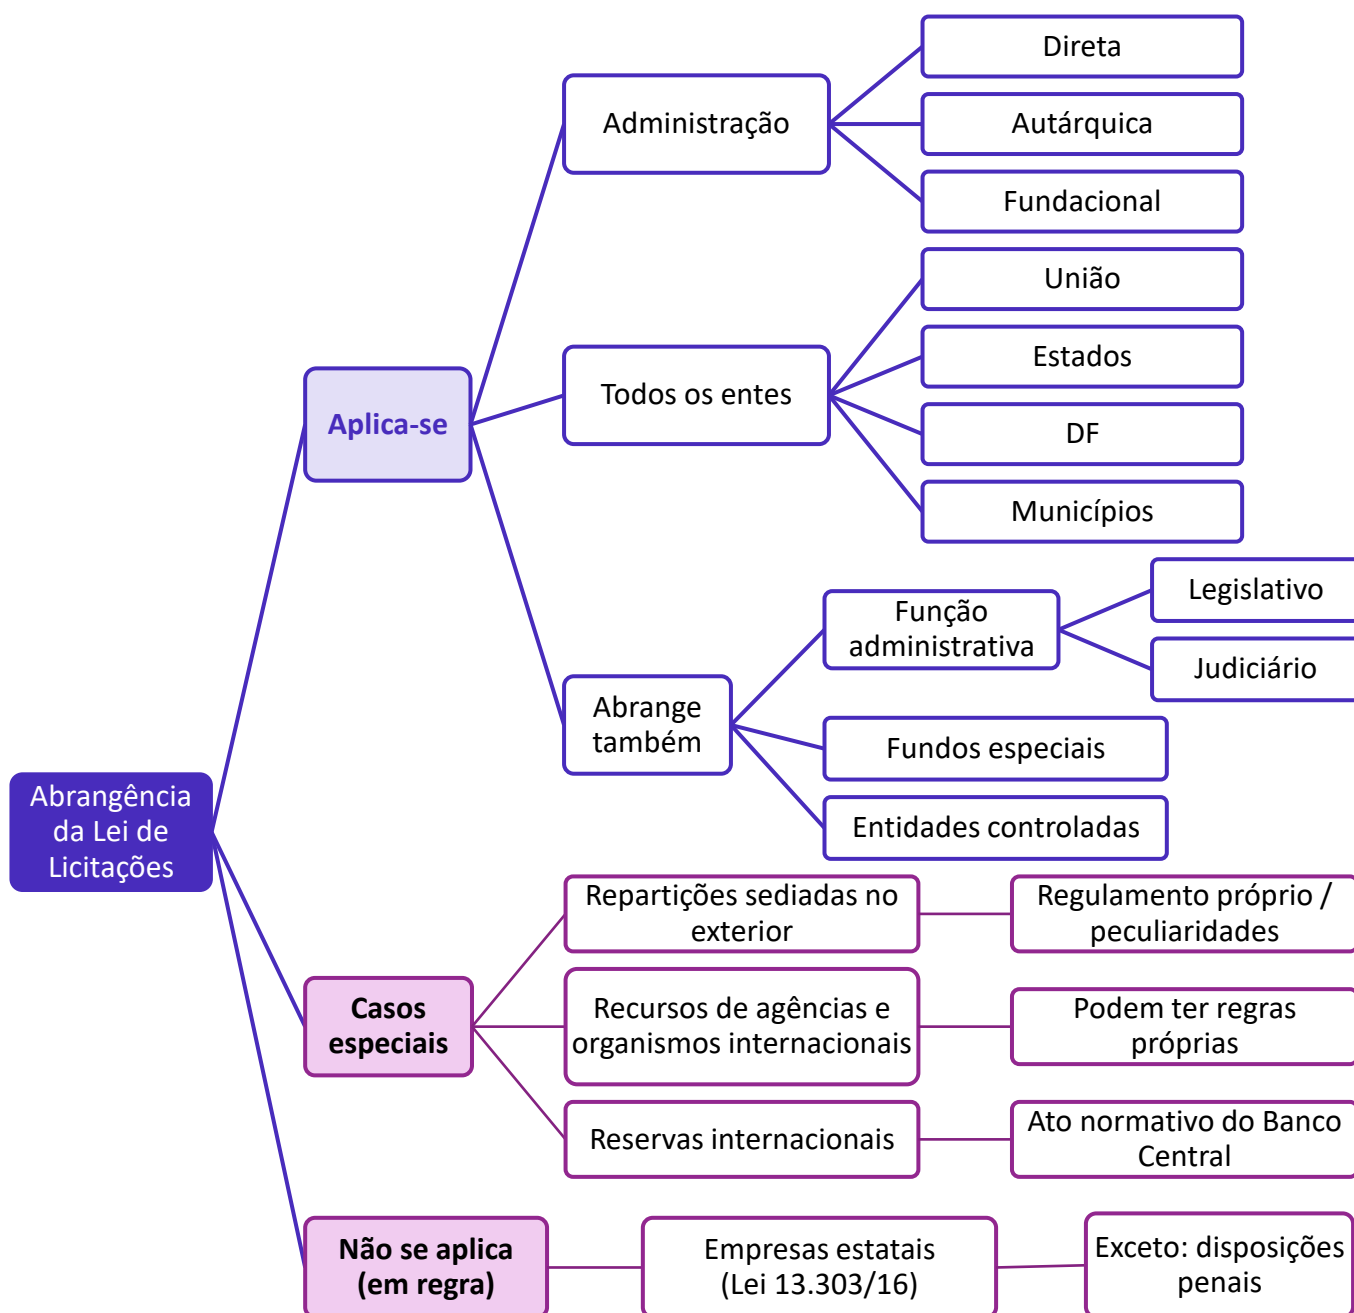 Abrangência
da Lei de
Licitações
Aplica-se
Administração
Direta
Autárquica
Fundacional
Todos os entes
União
Estados
DF
Municípios
Abrange
também
Função
administrativa
Legislativo
Judiciário
Fundos especiais
Entidades controladas
Casos
especiais
Repartições sediadas no
exterior
Regulamento próprio /
peculiaridades
Recursos de agências e
organismos internacionais
Podem ter regras
próprias
Reservas internacionais
Ato normativo do Banco
Central
Não se aplica
(em regra)
Empresas estatais
(Lei 13.303/16)
Exceto: disposições
penais